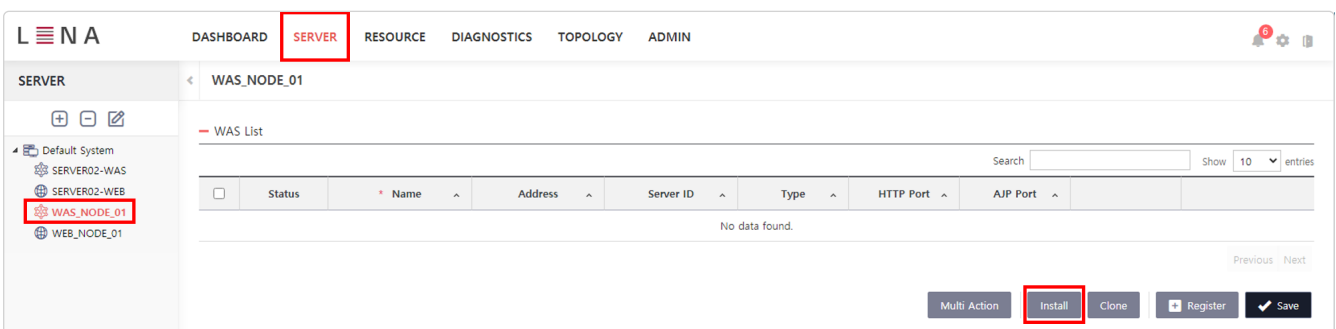 LENA DASHBOARD SERVER RESOURCE DIAGNOSTICS TOPOLOGY ADMIN 6
SERVER WAS_NODE_01
WAS List
Default System
SERVER02-WAS
SERVER02-WEB
WAS_NODE_01
WEB_NODE_01
Search Show 10 entries
Status * Name Address Server ID Type HTTP Port AJP Port
No data found.
Previous Next
Multi Action Install Clone Register Save